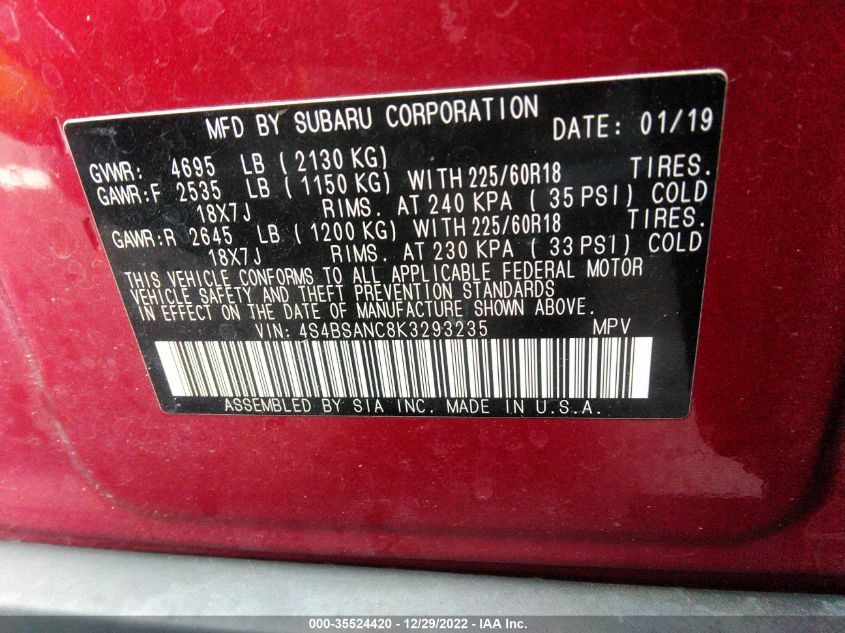 MFD BY SUBARU CORPORATION DATE: 01/19
GVWR: 4695 LB (2130 KG)
GAWR:F 2535 LB (1150 KG) WITH 225/60R18 TIRES.
18X7J RIMS. AT 240 KPA (35 PSI) COLD
GAWR:R 2645 LB (1200 KG) WITH 225/60R18 TIRES.
18X7J RIMS. AT 230 KPA (33 PSI) COLD
THIS VEHICLE CONFORMS TO ALL APPLICABLE FEDERAL MOTOR
VEHICLE SAFETY AND THEFT PREVENTION STANDARDS
IN EFFECT ON THE DATE OF MANUFACTURE SHOWN ABOVE.
VIN: 4S4BSANC8K3293235 MPV
ASSEMBLED BY SIA INC. MADE IN U.S.A.
000-35524420 - 12/29/2022 - IAA Inc.